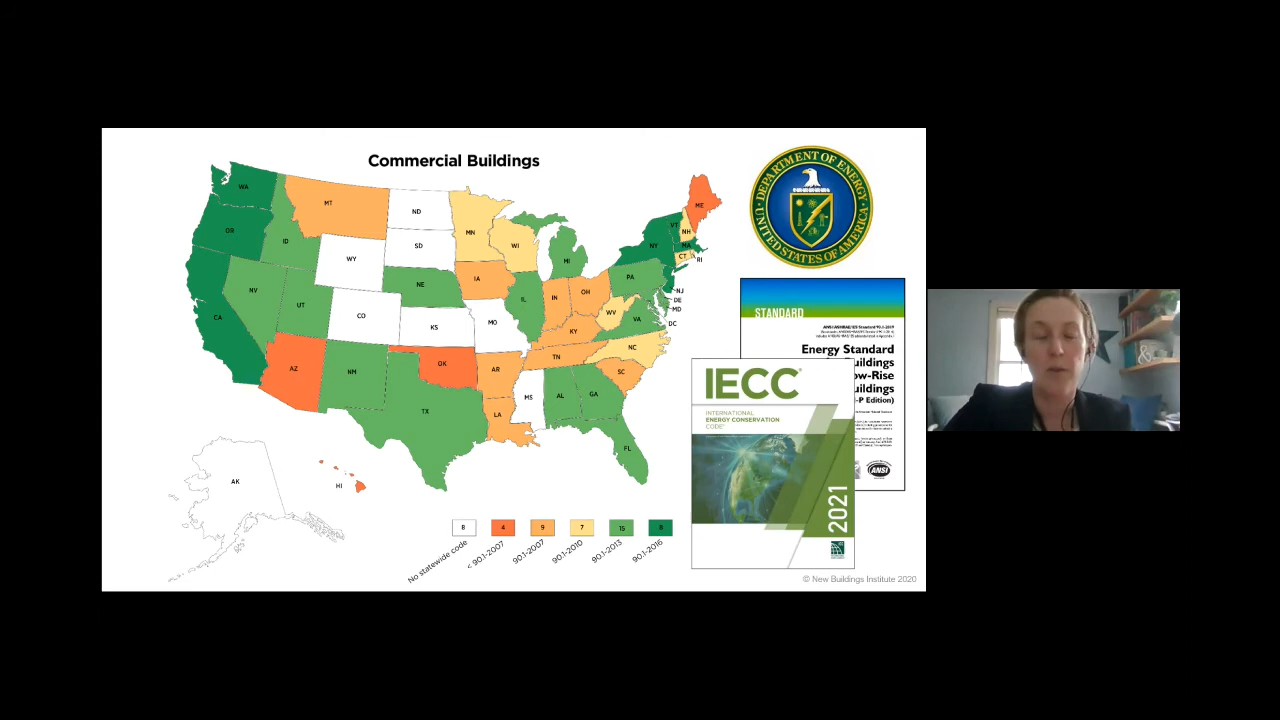 Commercial Buildings
WA
MT
ND
MN
ME
OR
ID
SD
WI
MI
NY
VT
NH
MA
CT
RI
WY
NE
IA
PA
NJ
DE
MD
DC
NV
UT
CO
KS
MO
IL
IN
OH
WV
VA
KY
CA
AZ
NM
OK
AR
TN
NC
SC
TX
LA
MS
AL
GA
FL
AK
HI
8
4
9
7
15
8
No statewide code
< 90.1-2007
90.1-2007
90.1-2010
90.1-2013
90.1-2016
DEPARTMENT OF ENERGY
UNITED STATES OF AMERICA
STANDARD
ANSI/ASHRAE/IES Standard 90.1-2019
Energy Standard
Buildings
ow-Rise
Buildings
-P Edition)
ANSI
IECC
INTERNATIONAL
ENERGY CONSERVATION
CODE
2021
© New Buildings Institute 2020
&